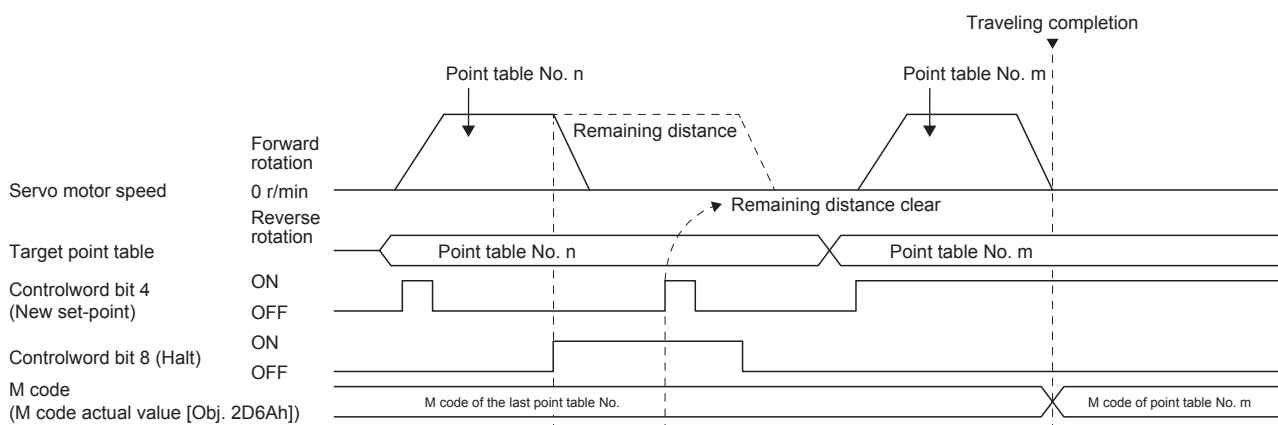 Traveling completion
Point table No. n
Point table No. m
Remaining distance
Forward
rotation
Servo motor speed
0 r/min
Remaining distance clear
Reverse
rotation
Target point table
Point table No. n
Point table No. m
Controlword bit 4
(New set-point)
ON
OFF
Controlword bit 8 (Halt)
ON
OFF
M code
(M code actual value [Obj. 2D6Ah])
M code of the last point table No.
M code of point table No. m